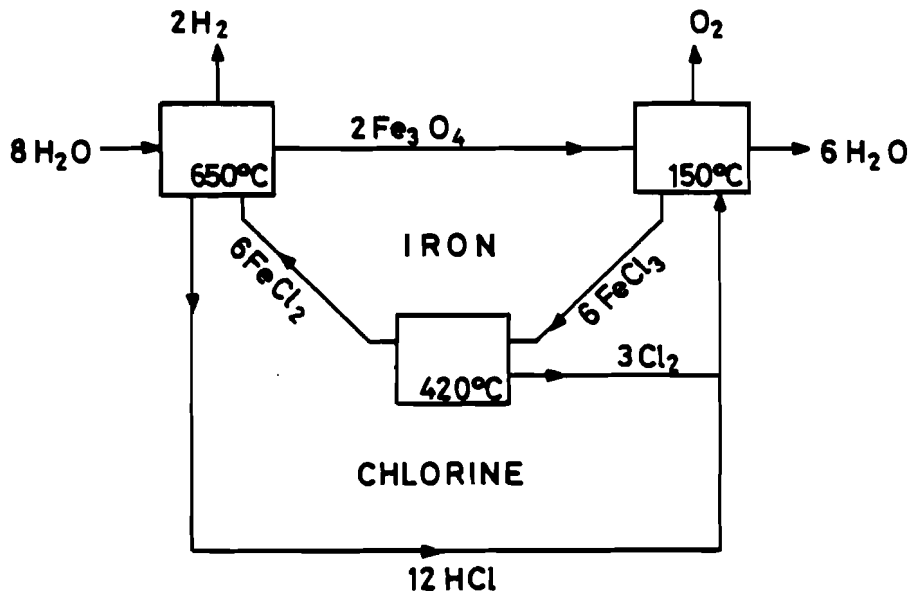 2H₂
O₂
8H₂O
2Fe₃O₄
6H₂O
650°C
150°C
IRON
6FeCl₂
6FeCl₃
3Cl₂
420°C
CHLORINE
12HCl